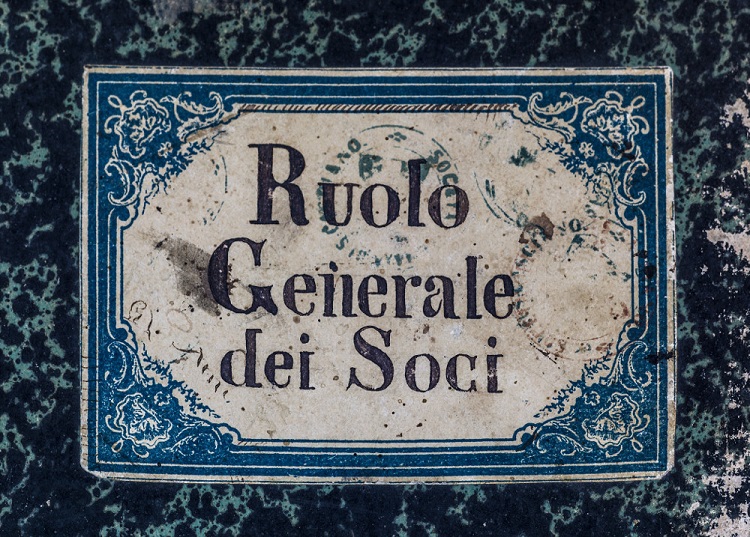 Ruolo
Generale
dei Soci